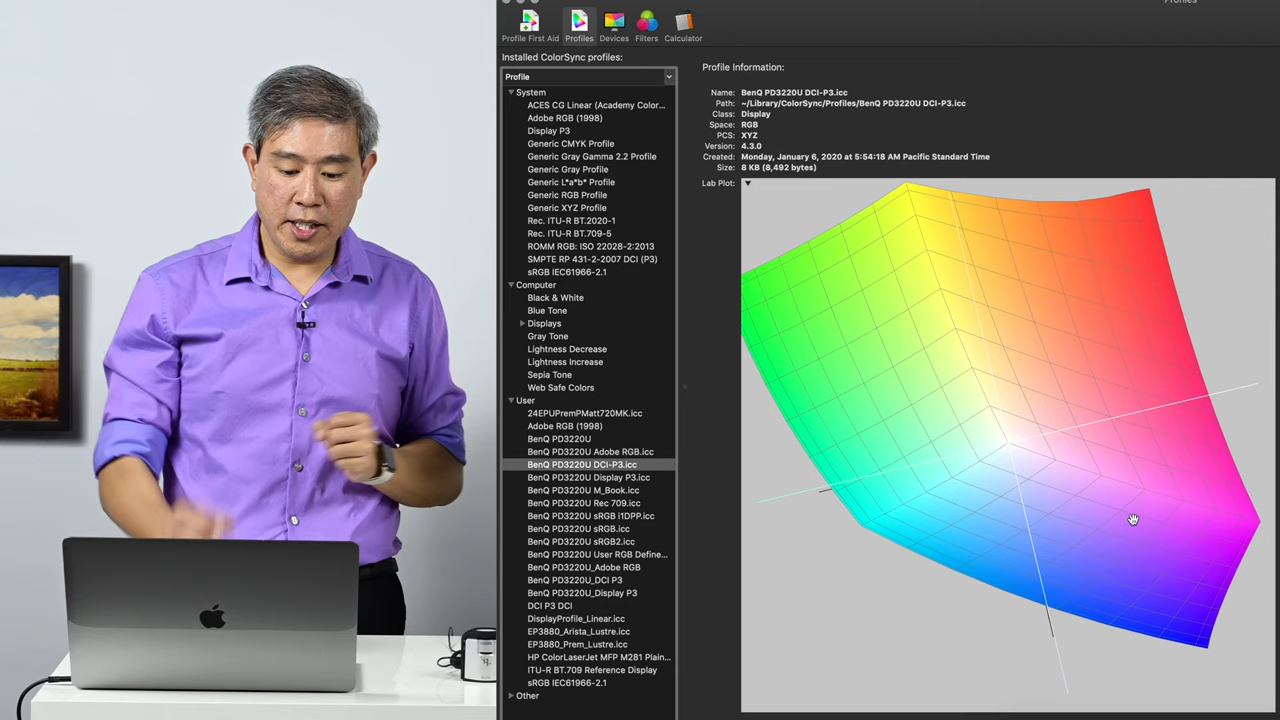 Profiles
Profile First Aid
Profiles
Devices
Filters
Calculator
Installed ColorSync profiles:
Profile
System
ACES CG Linear (Academy Color...
Adobe RGB (1998)
Display P3
Generic CMYK Profile
Generic Gray Gamma 2.2 Profile
Generic Gray Profile
Generic L*a*b* Profile
Generic RGB Profile
Generic XYZ Profile
Rec. ITU-R BT.2020-1
Rec. ITU-R BT.709-5
ROMM RGB: ISO 22028-2:2013
SMPTE RP 431-2-2007 DCI (P3)
sRGB IEC61966-2.1
Computer
Black & White
Blue Tone
Displays
Gray Tone
Lightness Decrease
Lightness Increase
Sepia Tone
Web Safe Colors
User
24EPUPremPMatt720MK.icc
Adobe RGB (1998)
BenQ PD3220U
BenQ PD3220U Adobe RGB.icc
BenQ PD3220U DCI-P3.icc
BenQ PD3220U Display P3.icc
BenQ PD3220U M_Book.icc
BenQ PD3220U Rec 709.icc
BenQ PD3220U sRGB i1DPP.icc
BenQ PD3220U sRGB.icc
BenQ PD3220U sRGB2.icc
BenQ PD3220U User RGB Define...
BenQ PD3220U_Adobe RGB
BenQ PD3220U_DCI P3
BenQ PD3220U_Display P3
DCI P3 DCI
DisplayProfile_Linear.icc
EP3880_Arista_Lustre.icc
EP3880_Prem_Lustre.icc
HP ColorLaserJet MFP M281 Plain...
ITU-R BT.709 Reference Display
sRGB IEC61966-2.1
Other
Profile Information:
Name: BenQ PD3220U DCI-P3.icc
Path: ~/Library/ColorSync/Profiles/BenQ PD3220U DCI-P3.icc
Class: Display
Space: RGB
PCS: XYZ
Version: 4.3.0
Created: Monday, January 6, 2020 at 5:54:18 AM Pacific Standard Time
Size: 8 KB (8,492 bytes)
Lab Plot: